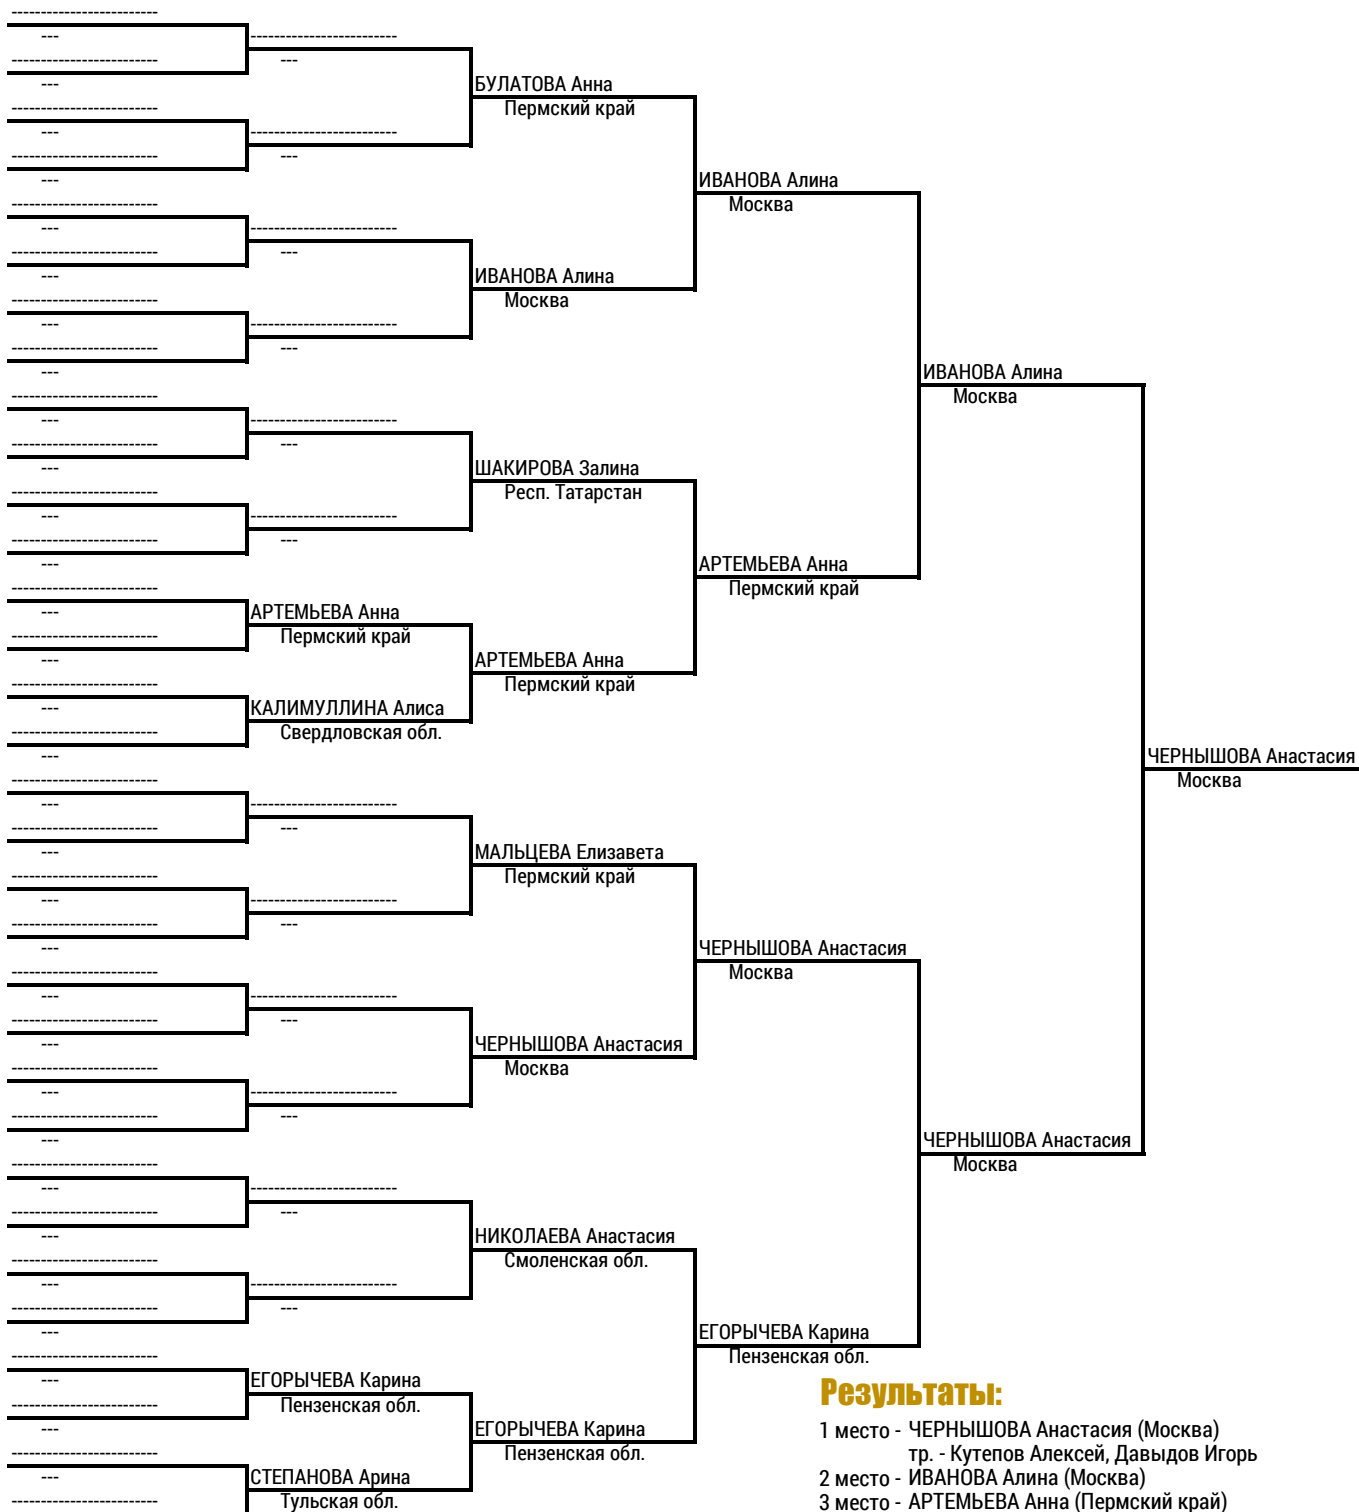 БУЛАТОВА Анна
Пермский край
ИВАНОВА Алина
Москва
ИВАНОВА Алина
Москва
ИВАНОВА Алина
Москва
ШАКИРОВА Залина
Респ. Татарстан
АРТЕМЬЕВА Анна
Пермский край
АРТЕМЬЕВА Анна
Пермский край
АРТЕМЬЕВА Анна
Пермский край
КАЛИМУЛЛИНА Алиса
Свердловская обл.
ЧЕРНЫШОВА Анастасия
Москва
МАЛЬЦЕВА Елизавета
Пермский край
ЧЕРНЫШОВА Анастасия
Москва
ЧЕРНЫШОВА Анастасия
Москва
ЧЕРНЫШОВА Анастасия
Москва
НИКОЛАЕВА Анастасия
Смоленская обл.
ЕГОРЫЧЕВА Карина
Пензенская обл.
ЕГОРЫЧЕВА Карина
Пензенская обл.
ЕГОРЫЧЕВА Карина
Пензенская обл.
СТЕПАНОВА Арина
Тульская обл.
Результаты:
1 место - ЧЕРНЫШОВА Анастасия (Москва)
тр. - Кутепов Алексей, Давыдов Игорь
2 место - ИВАНОВА Алина (Москва)
3 место - АРТЕМЬЕВА Анна (Пермский край)